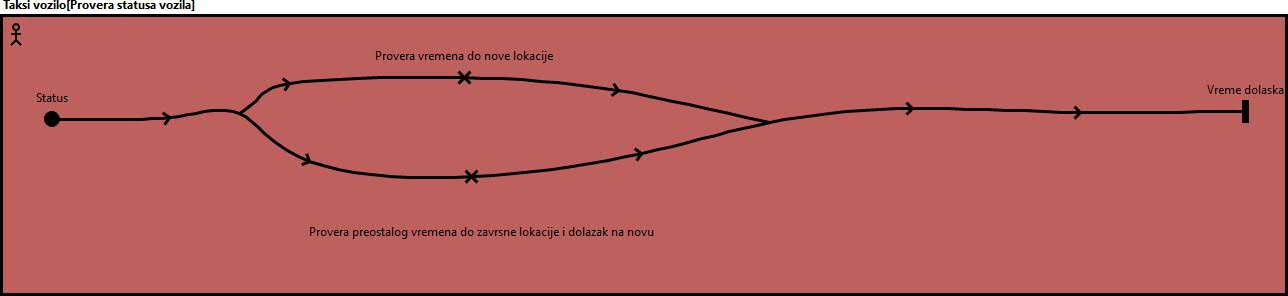 Taksi vozilo[Provera statusa vozila]
Provera vremena do nove lokacije
Status
Vreme dolaska
Provera preostalog vremena do zavrsne lokacije i dolazak na novu